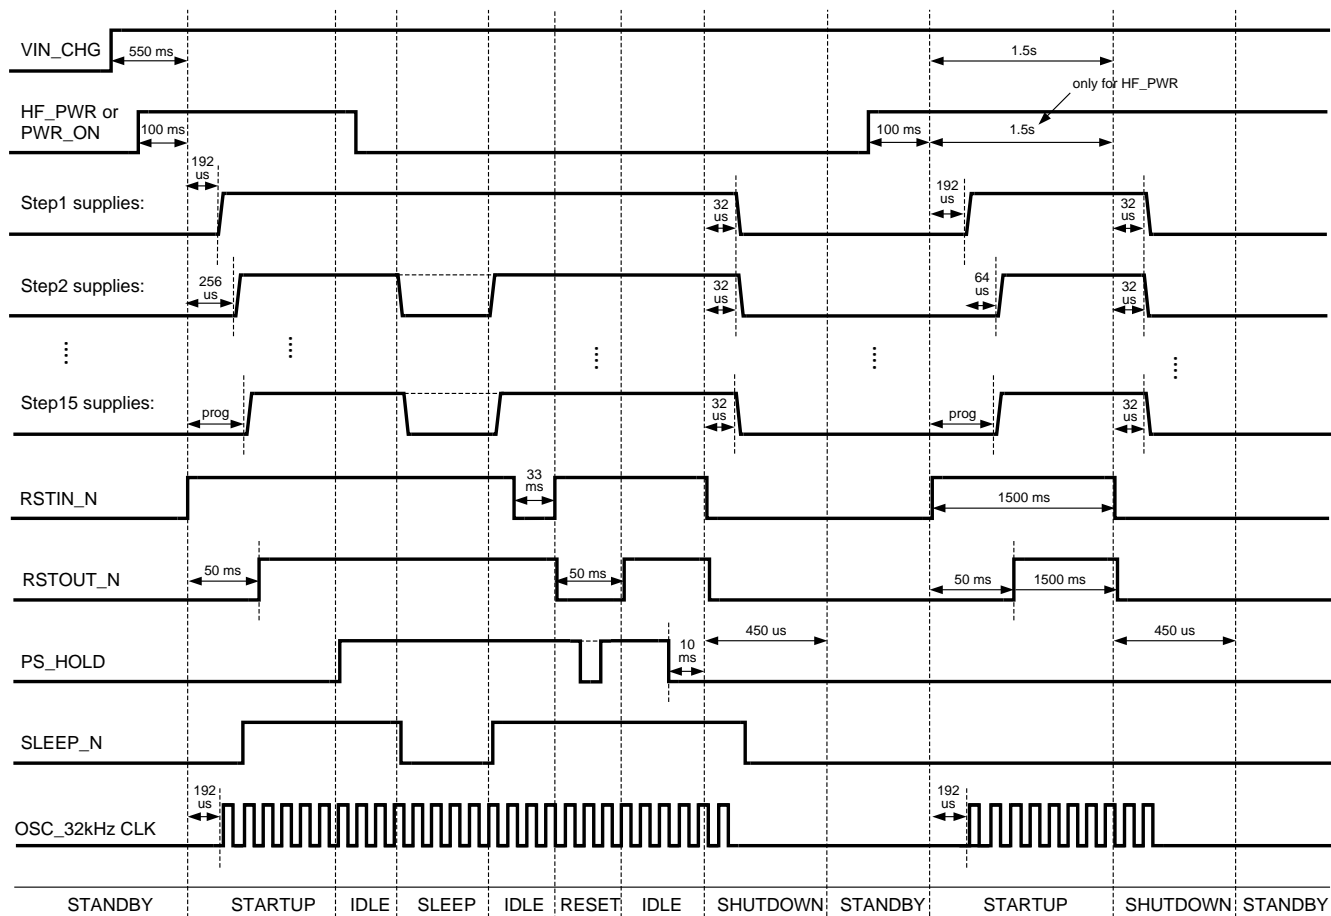 VIN_CHG
550 ms
1.5s
only for HF_PWR
HF_PWR or
PWR_ON
100 ms
100 ms
1.5s
192
us
192
us
Step1 supplies:
32
us
32
us
Step2 supplies:
256
us
32
us
64
us
32
us
Step15 supplies:
prog
32
us
prog
32
us
RSTIN_N
33
ms
1500 ms
RSTOUT_N
50 ms
50 ms
50 ms
1500 ms
PS_HOLD
10
ms
450 us
450 us
SLEEP_N
192
us
192
us
OSC_32kHz CLK
STANDBY STARTUP IDLE SLEEP IDLE RESET IDLE SHUTDOWN STANDBY STARTUP SHUTDOWN STANDBY